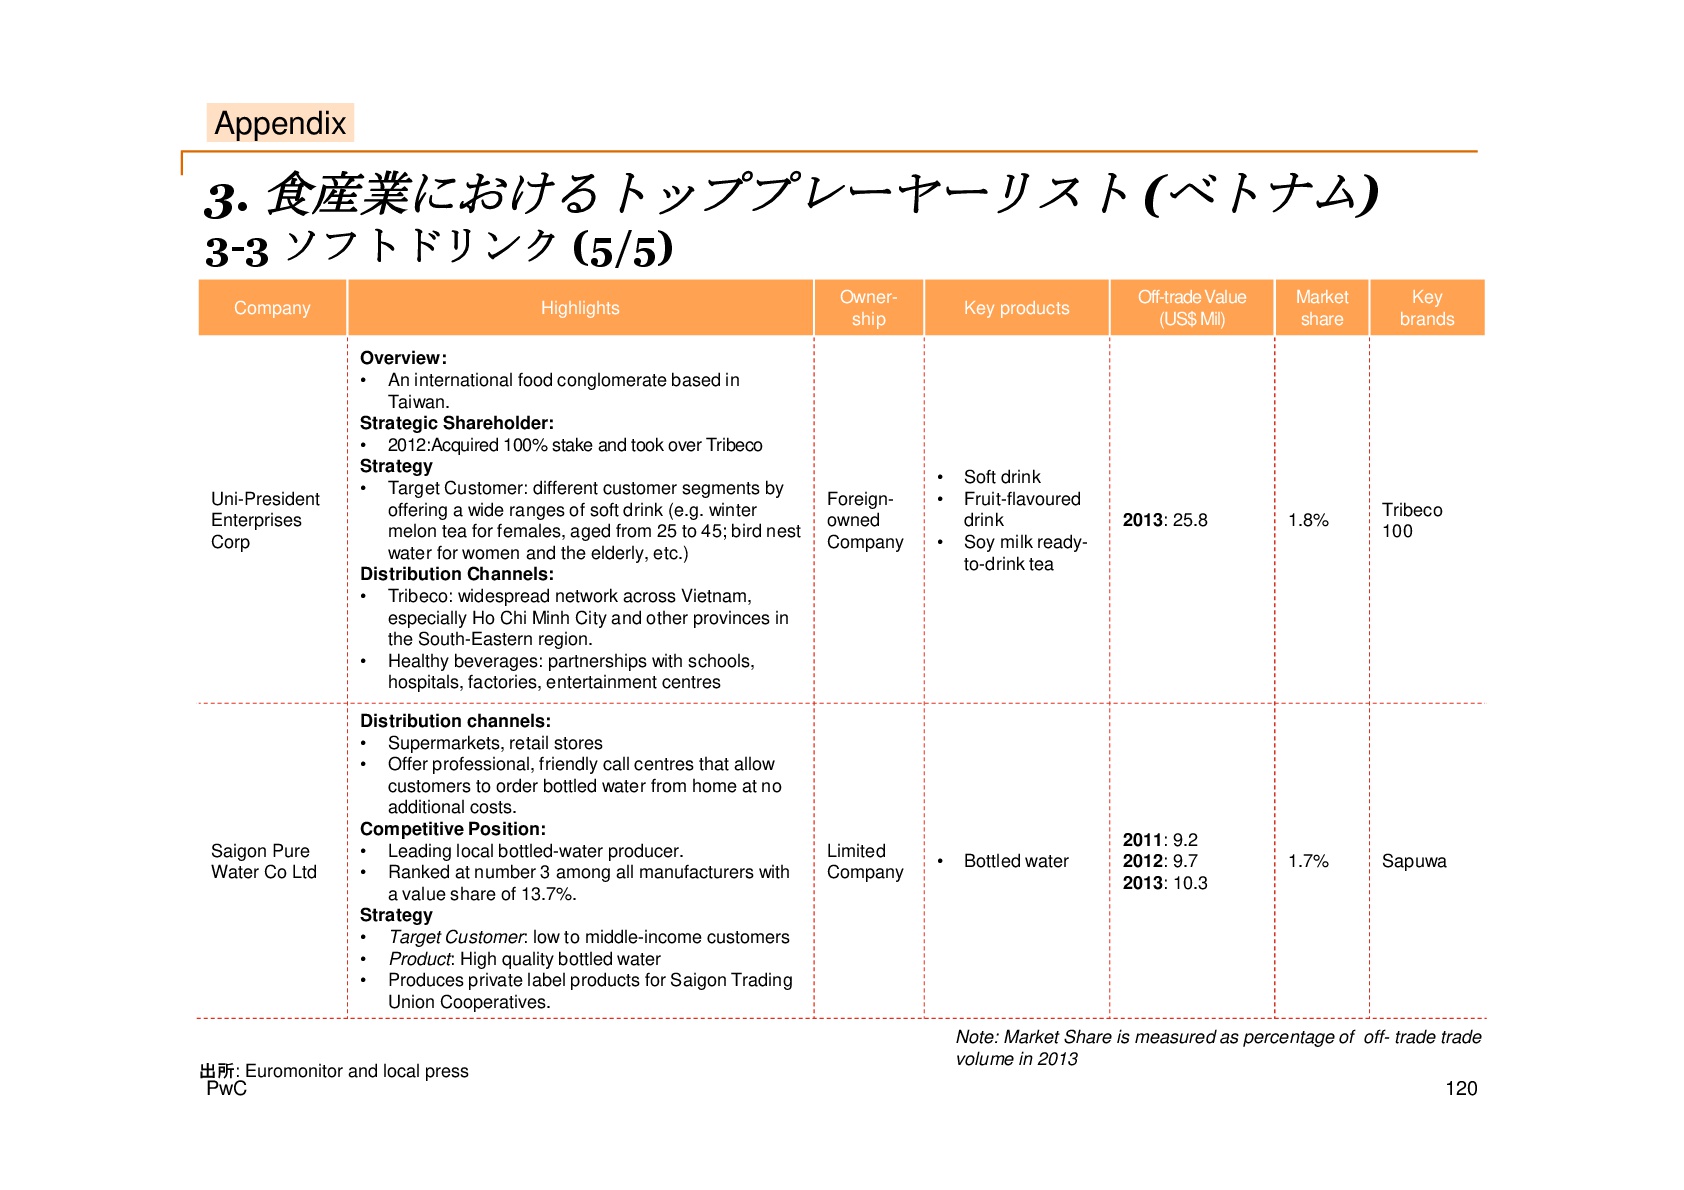 Appendix
3. 食産業におけるトッププレーヤーリスト(ベトナム)
3-3 ソフトドリンク (5/5)
Company
Highlights
Owner-
ship
Key products
Off-trade Value
(US$ Mil)
Market
share
Key
brands
Uni-President
Enterprises
Corp
Overview:
• An international food conglomerate based in
Taiwan.
Strategic Shareholder:
• 2012:Acquired 100% stake and took over Tribeco
Strategy
• Target Customer: different customer segments by
offering a wide ranges of soft drink (e.g. winter
melon tea for females, aged from 25 to 45; bird nest
water for women and the elderly, etc.)
Distribution Channels:
• Tribeco: widespread network across Vietnam,
especially Ho Chi Minh City and other provinces in
the South-Eastern region.
• Healthy beverages: partnerships with schools,
hospitals, factories, entertainment centres
Foreign-
owned
Company
• Soft drink
• Fruit-flavoured
drink
• Soy milk ready-
to-drink tea
2013: 25.8
1.8%
Tribeco
100
Saigon Pure
Water Co Ltd
Distribution channels:
• Supermarkets, retail stores
• Offer professional, friendly call centres that allow
customers to order bottled water from home at no
additional costs.
Competitive Position:
• Leading local bottled-water producer.
• Ranked at number 3 among all manufacturers with
a value share of 13.7%.
Strategy
• Target Customer: low to middle-income customers
• Product: High quality bottled water
• Produces private label products for Saigon Trading
Union Cooperatives.
Limited
Company
• Bottled water
2011: 9.2
2012: 9.7
2013: 10.3
1.7%
Sapuwa
Note: Market Share is measured as percentage of off- trade trade
volume in 2013
出所: Euromonitor and local press
PwC
120